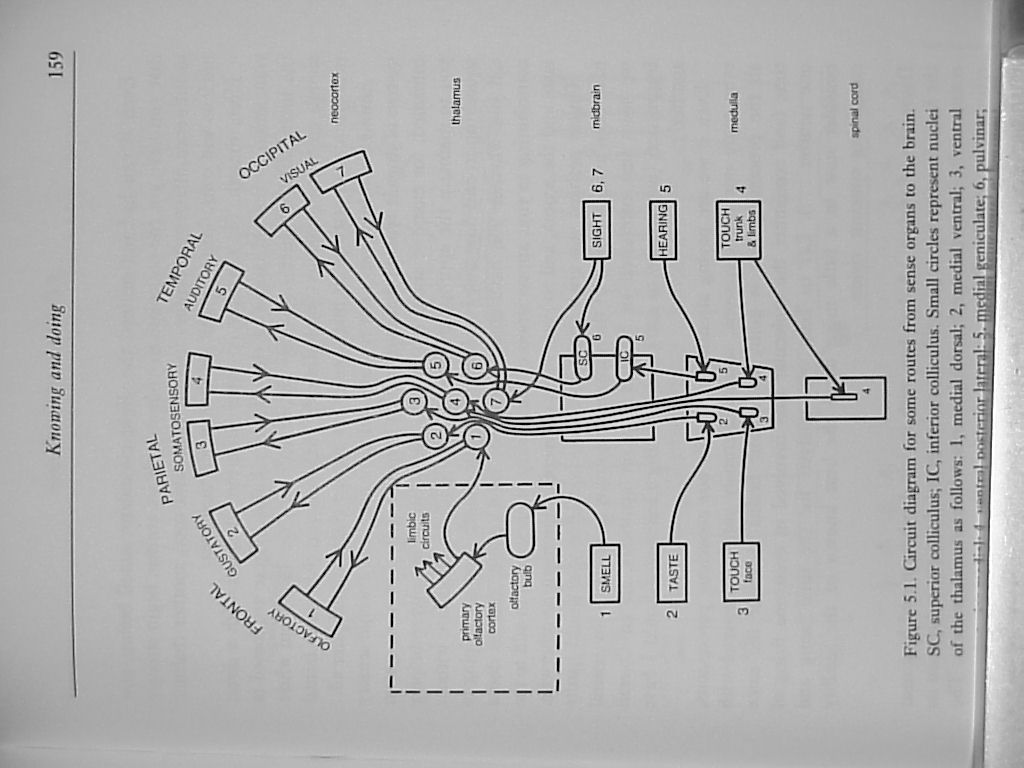 Knowing and doing 159
FRONTAL
PARIETAL
TEMPORAL
OCCIPITAL
OLFACTORY
GUSTATORY
SOMATOSENSORY
AUDITORY
VISUAL
1
2
3
4
5
6
7
neocortex
1
2
3
4
5
6
7
thalamus
limbic
circuits
primary
olfactory
cortex
olfactory
bulb
SC
6
IC
5
midbrain
2
3
5
4
medulla
4
spinal cord
1 SMELL
2 TASTE
3 TOUCH
face
SIGHT 6, 7
HEARING 5
TOUCH
trunk
& limbs
4
Figure 5.1. Circuit diagram for some routes from sense organs to the brain.
SC, superior colliculus; IC, inferior colliculus. Small circles represent nuclei
of the thalamus as follows: 1, medial dorsal; 2, medial ventral; 3, ventral
4, ventral posterior lateral; 5, medial geniculate; 6, pulvinar;